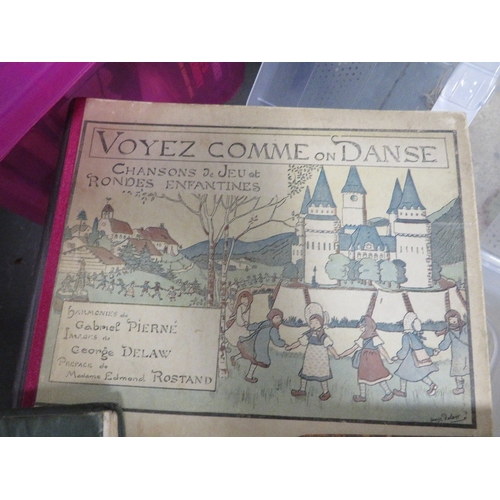 VOYEZ COMME ON DANSE
CHANSONS de JEU et
RONDES ENFANTINES
HARMONIES de
Gabriel PIERNÉ
IMAGES de
George DELAW
PRÉFACE de
Madame Edmond ROSTAND